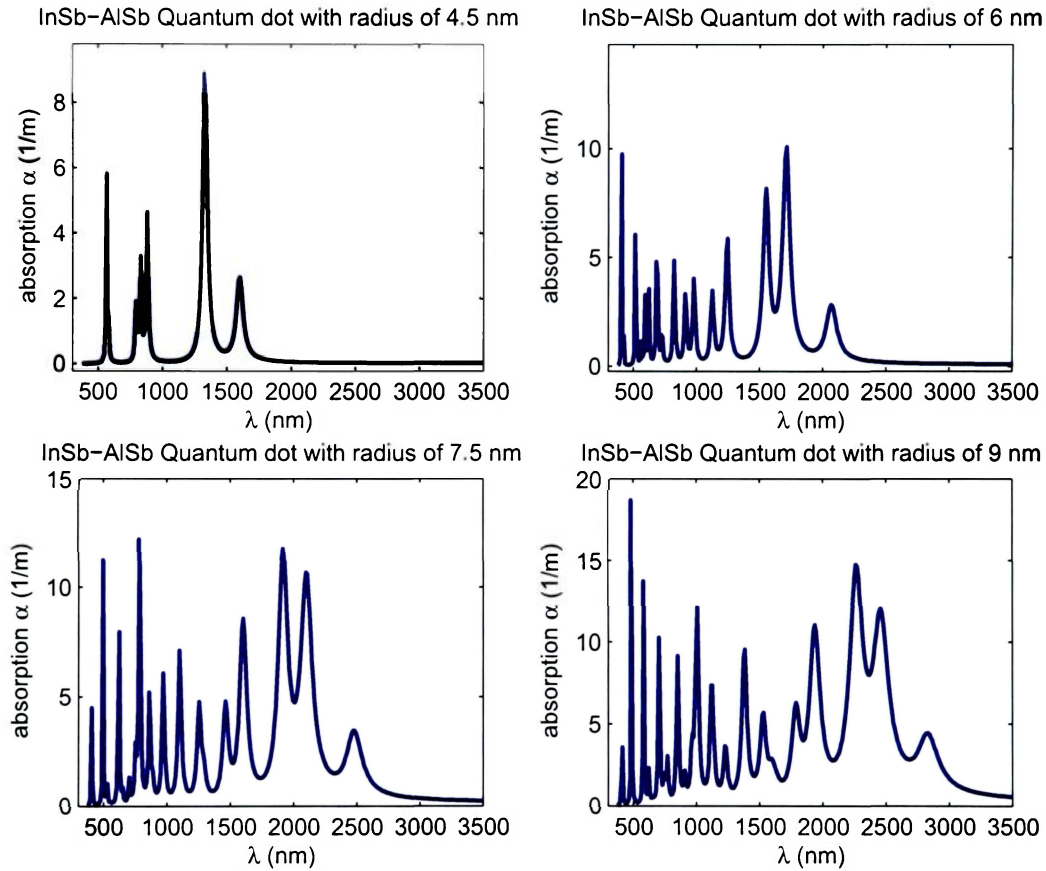 InSb−AlSb Quantum dot with radius of 4.5 nm
absorption α (1/m)
8
6
4
2
0
500 1000 1500 2000 2500 3000 3500
λ (nm)
InSb−AlSb Quantum dot with radius of 6 nm
absorption α (1/m)
10
5
0
500 1000 1500 2000 2500 3000 3500
λ (nm)
InSb−AlSb Quantum dot with radius of 7.5 nm
absorption α (1/m)
15
10
5
0
500 1000 1500 2000 2500 3000 3500
λ (nm)
InSb−AlSb Quantum dot with radius of 9 nm
absorption α (1/m)
20
15
10
5
0
500 1000 1500 2000 2500 3000 3500
λ (nm)